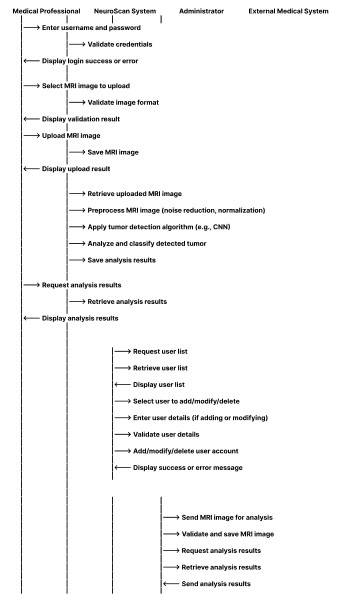 Medical Professional NeuroScan System Administrator External Medical System
Enter username and password
Validate credentials
Display login success or error
Select MRI image to upload
Validate image format
Display validation result
Upload MRI image
Save MRI image
Display upload result
Retrieve uploaded MRI image
Preprocess MRI image (noise reduction, normalization)
Apply tumor detection algorithm (e.g., CNN)
Analyze and classify detected tumor
Save analysis results
Request analysis results
Retrieve analysis results
Display analysis results
Request user list
Retrieve user list
Display user list
Select user to add/modify/delete
Enter user details (if adding or modifying)
Validate user details
Add/modify/delete user account
Display success or error message
Send MRI image for analysis
Validate and save MRI image
Request analysis results
Retrieve analysis results
Send analysis results